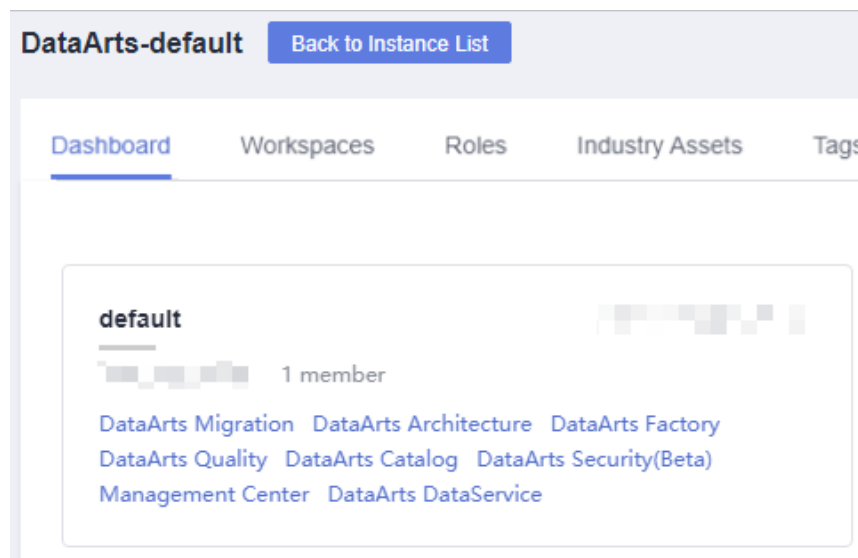 DataArts-default Back to Instance List
Dashboard Workspaces Roles Industry Assets Tags
default
1 member
DataArts Migration DataArts Architecture DataArts Factory
DataArts Quality DataArts Catalog DataArts Security(Beta)
Management Center DataArts DataService